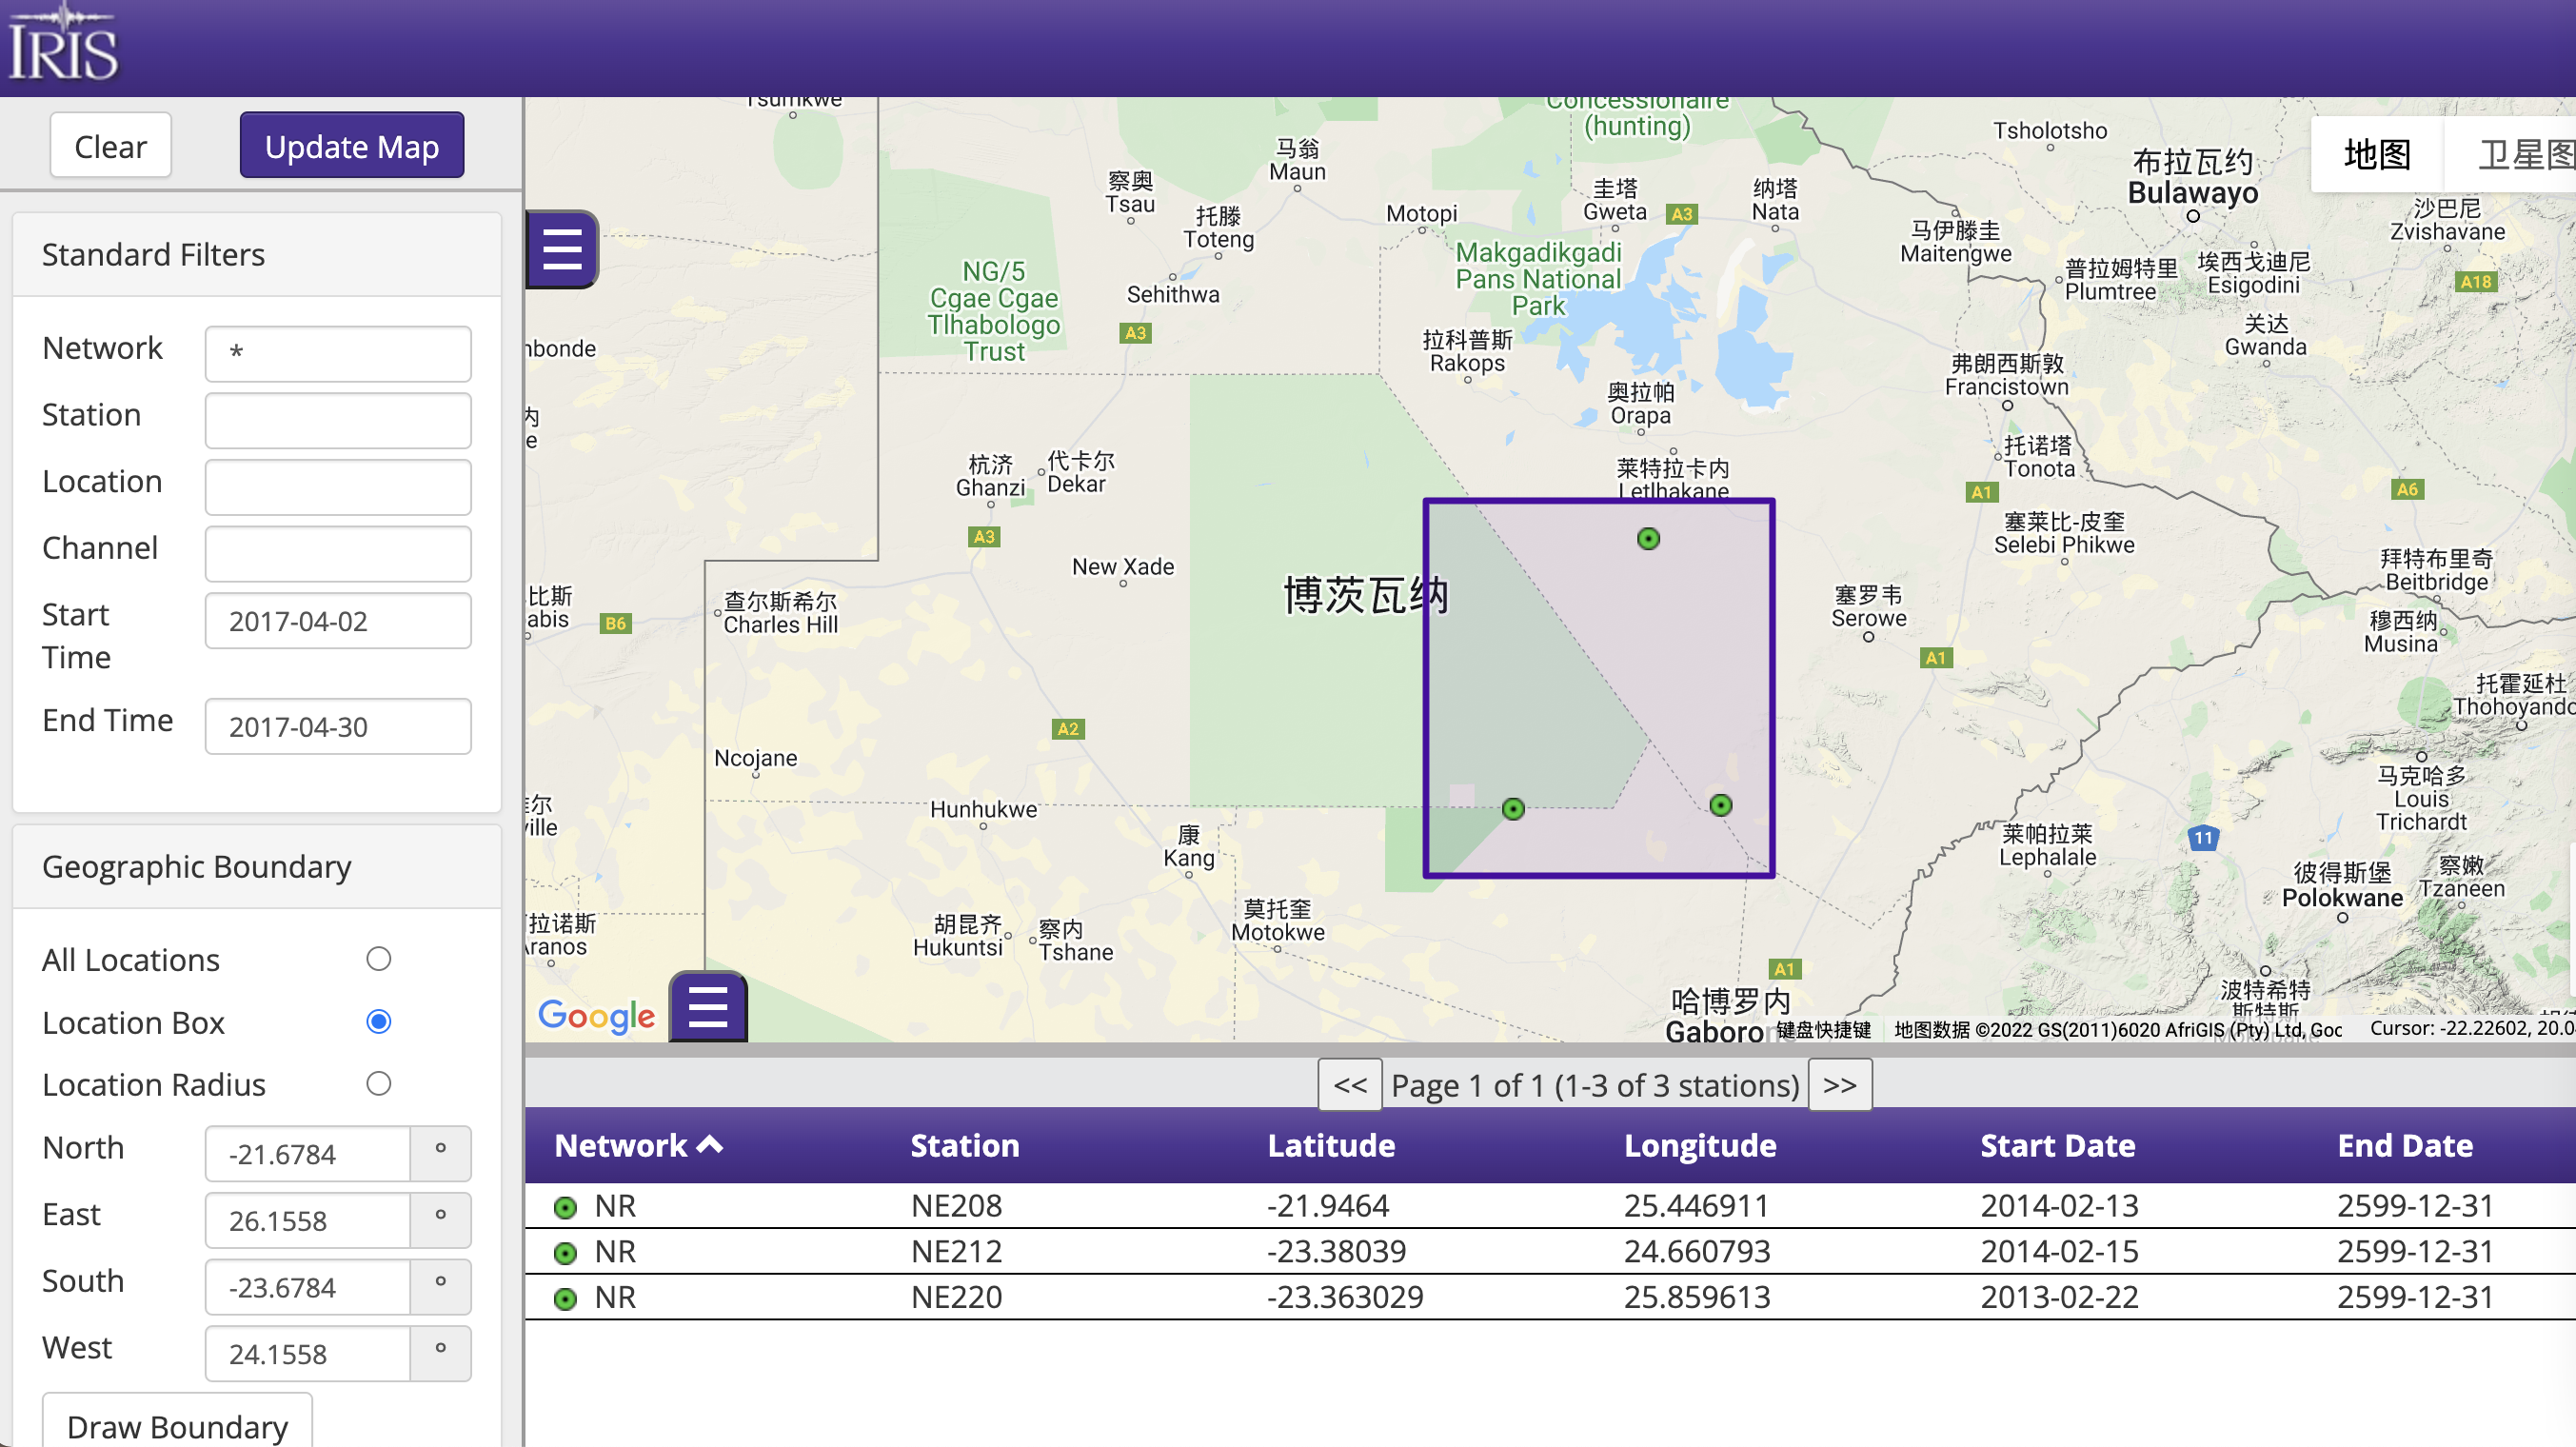 IRIS
Clear
Update Map
Standard Filters
Network
*
Station
Location
Channel
Start
Time
2017-04-02
End Time
2017-04-30
Geographic Boundary
All Locations
Location Box
Location Radius
North
-21.6784
°
East
26.1558
°
South
-23.6784
°
West
24.1558
°
Draw Boundary
Tsumkwe
Concessionaire
(hunting)
马翁
Maun
察奥
Tsau
托滕
Toteng
Motopi
圭塔
Gweta
A3
纳塔
Nata
Tsholotsho
布拉瓦约
Bulawayo
地图
卫星图
沙巴尼
Zvishavane
马伊滕圭
Maitengwe
普拉姆特里
Plumtree
埃西戈迪尼
Esigodini
A18
NG/5
Cgae Cgae
Tlhabologo
Trust
Sehithwa
A3
Makgadikgadi
Pans National
Park
关达
Gwanda
拉科普斯
Rakops
弗朗西斯敦
Francistown
奥拉帕
Orapa
托诺塔
Tonota
杭济
Ghanzi
代卡尔
Dekar
莱特拉卡内
Letlhakane
A1
A6
A3
塞莱比-皮奎
Selebi Phikwe
New Xade
拜特布里奇
Beitbridge
博茨瓦纳
比斯
abis
B6
查尔斯希尔
Charles Hill
塞罗韦
Serowe
穆西纳
Musina
A1
托霍延杜
Thohoyando
A2
Ncojane
马克哈多
Louis
Trichardt
尔
ville
Hunhukwe
康
Kang
莱帕拉莱
Lephalale
11
彼得斯堡
Polokwane
察嫩
Tzaneen
拉诺斯
Aranos
胡昆齐
Hukuntsi
察内
Tshane
莫托奎
Motokwe
A1
波特希特
斯特斯
哈博罗内
Gaboro
Google
键盘快捷键
地图数据 ©2022 GS(2011)6020 AfriGIS (Pty) Ltd, Goc
Cursor: -22.22602, 20.0
<< Page 1 of 1 (1-3 of 3 stations) >>
Network Station Latitude Longitude Start Date End Date
NR NE208 -21.9464 25.446911 2014-02-13 2599-12-31
NR NE212 -23.38039 24.660793 2014-02-15 2599-12-31
NR NE220 -23.363029 25.859613 2013-02-22 2599-12-31